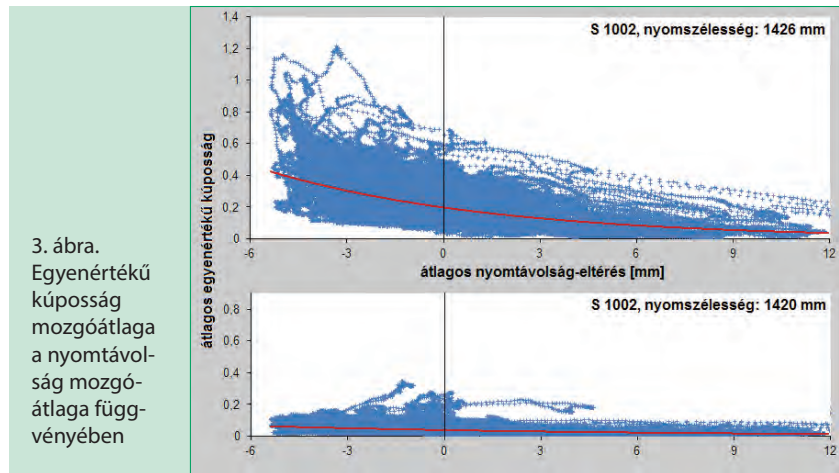 3. ábra.
Egyenértékű
kúposság
mozgóátlaga
a nyomtávol-
ság mozgó-
átlaga függ-
vényében
átlagos egyenértékű kúposság
S 1002, nyomszélesség: 1426 mm
1,4
1,2
1
0,8
0,6
0,4
0,2
0
-6 -3 0 3 6 9 12
átlagos nyomtávolság-eltérés [mm]
S 1002, nyomszélesség: 1420 mm
0,8
0,6
0,4
0,2
0
-6 -3 0 3 6 9 12